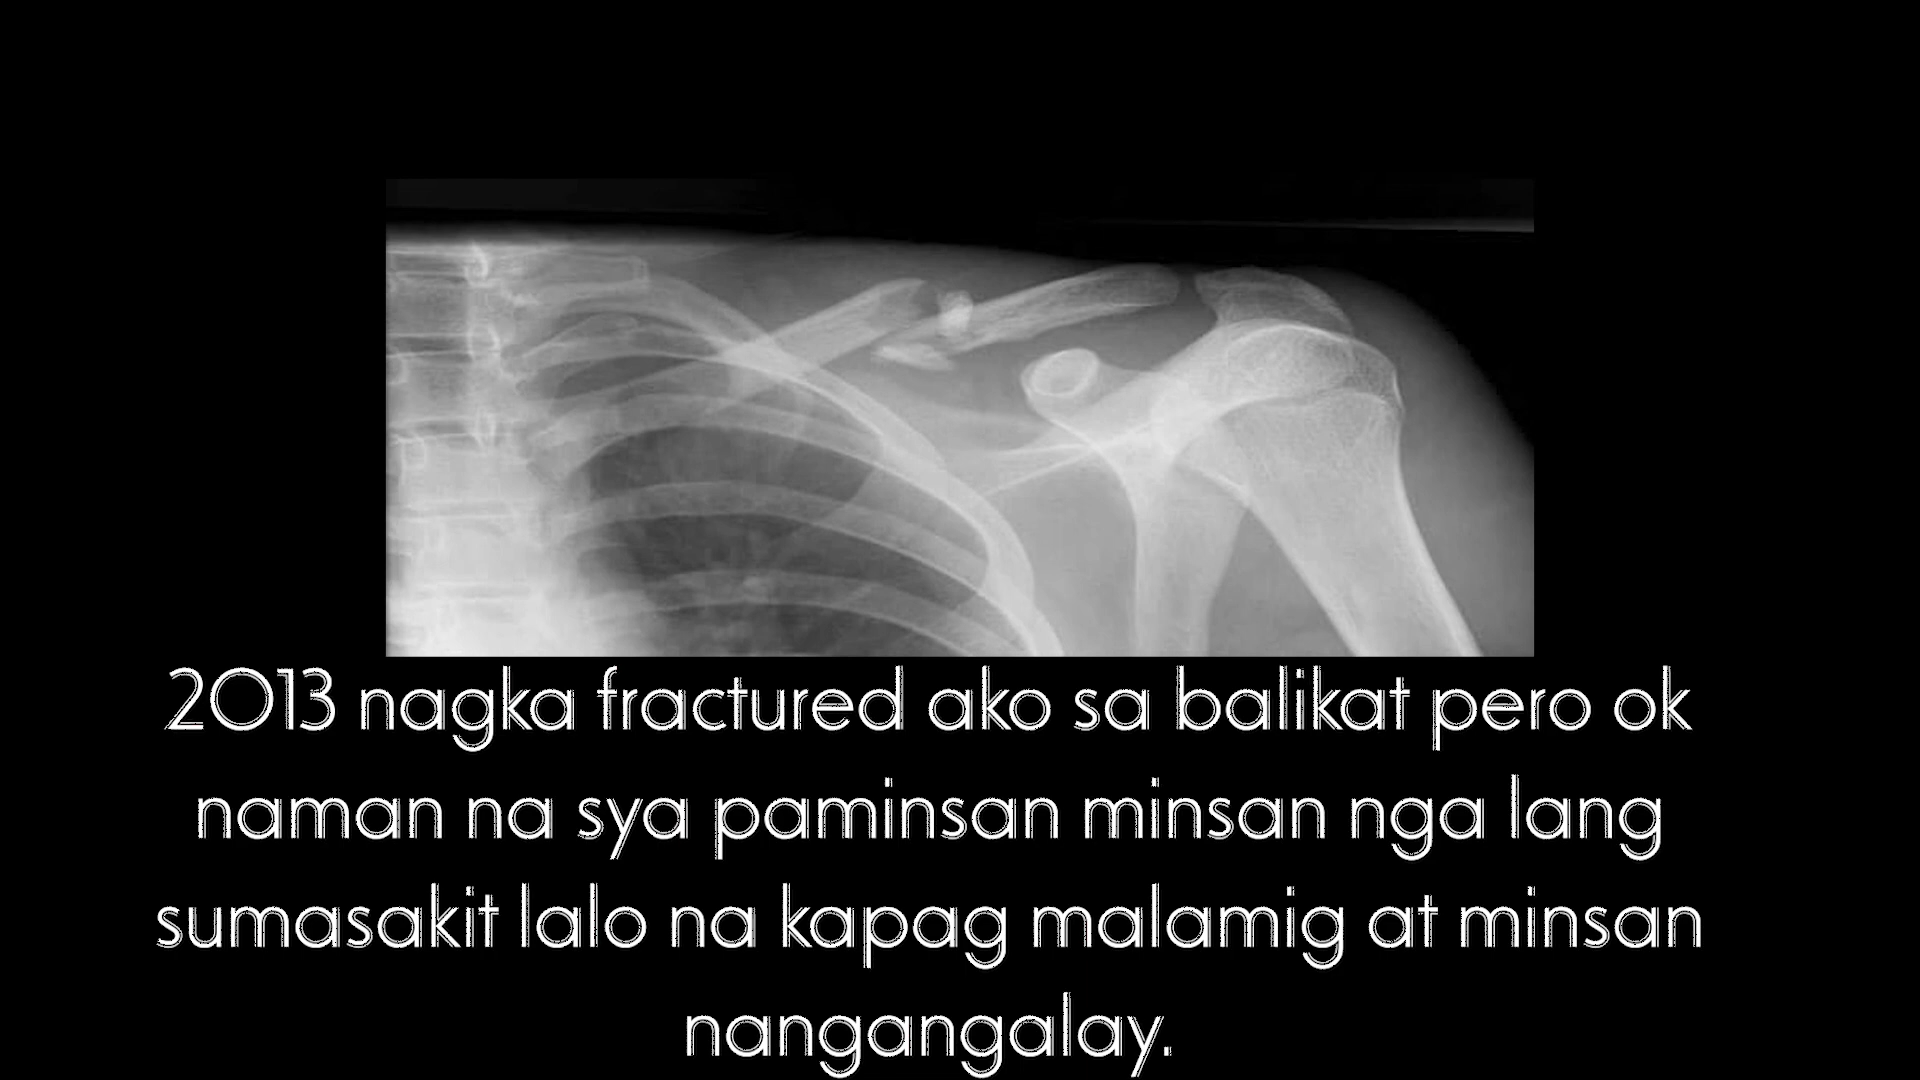 2013 nagka fractured ako sa balikat pero ok
naman na sya paminsan minsan nga lang
sumasakit lalo na kapag malamig at minsan
nangangalay.